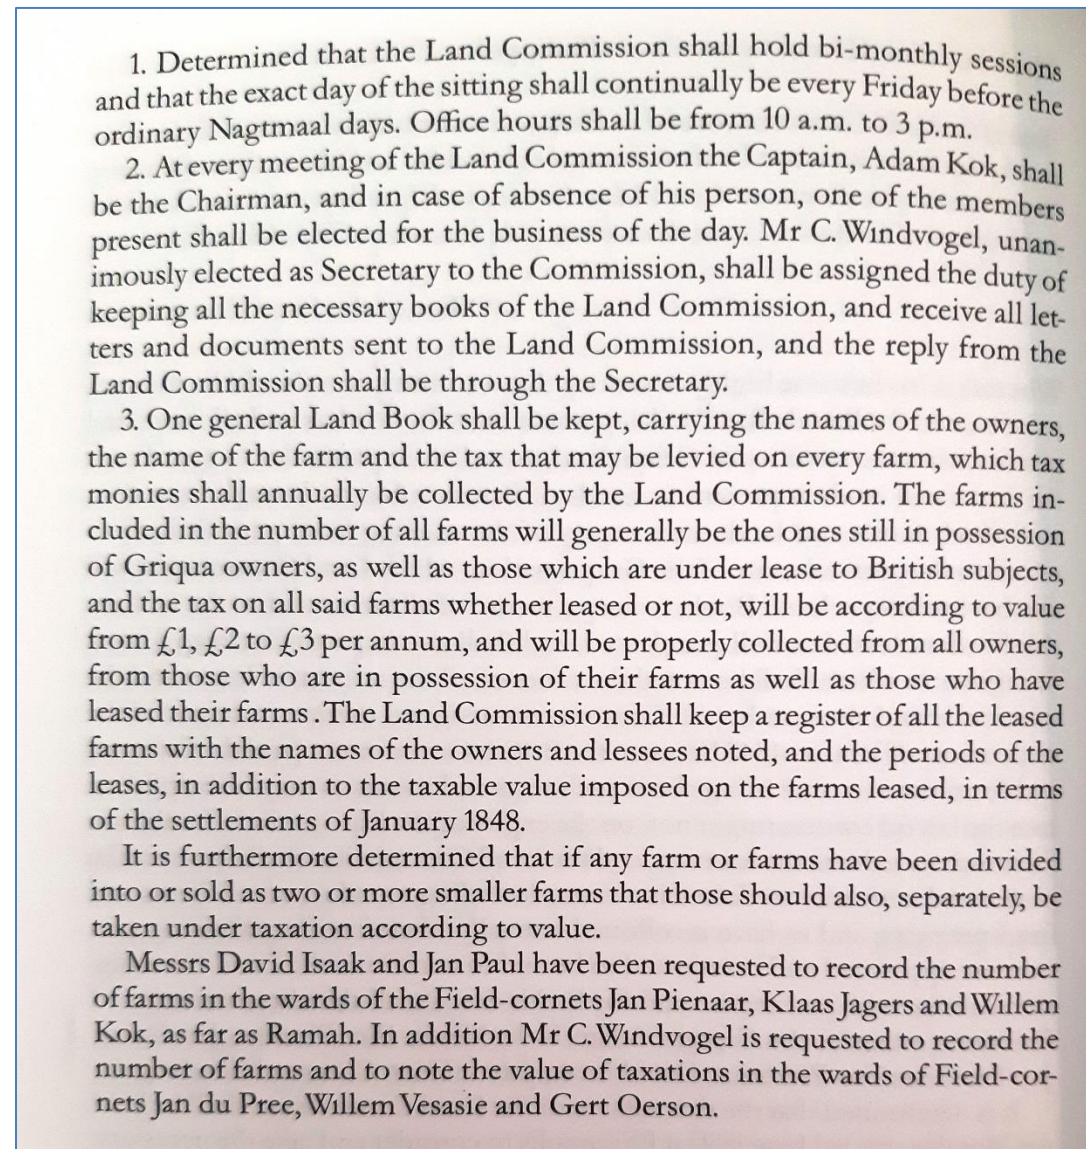 1. Determined that the Land Commission shall hold bi-monthly sessions
and that the exact day of the sitting shall continually be every Friday before the
ordinary Nagtmaal days. Office hours shall be from 10 a.m. to 3 p.m.
2. At every meeting of the Land Commission the Captain, Adam Kok, shall
be the Chairman, and in case of absence of his person, one of the members
present shall be elected for the business of the day. Mr C. Windvogel, unan-
imously elected as Secretary to the Commission, shall be assigned the duty of
keeping all the necessary books of the Land Commission, and receive all let-
ters and documents sent to the Land Commission, and the reply from the
Land Commission shall be through the Secretary.
3. One general Land Book shall be kept, carrying the names of the owners,
the name of the farm and the tax that may be levied on every farm, which tax
monies shall annually be collected by the Land Commission. The farms in-
cluded in the number of all farms will generally be the ones still in possession
of Griqua owners, as well as those which are under lease to British subjects,
and the tax on all said farms whether leased or not, will be according to value
from £1, £2 to £3 per annum, and will be properly collected from all owners,
from those who are in possession of their farms as well as those who have
leased their farms. The Land Commission shall keep a register of all the leased
farms with the names of the owners and lessees noted, and the periods of the
leases, in addition to the taxable value imposed on the farms leased, in terms
of the settlements of January 1848.
It is furthermore determined that if any farm or farms have been divided
into or sold as two or more smaller farms that those should also, separately, be
taken under taxation according to value.
Messrs David Isaak and Jan Paul have been requested to record the number
of farms in the wards of the Field-cornets Jan Pienaar, Klaas Jagers and Willem
Kok, as far as Ramah. In addition Mr C. Windvogel is requested to record the
number of farms and to note the value of taxations in the wards of Field-cor-
nets Jan du Pree, Willem Vesasie and Gert Oerson.